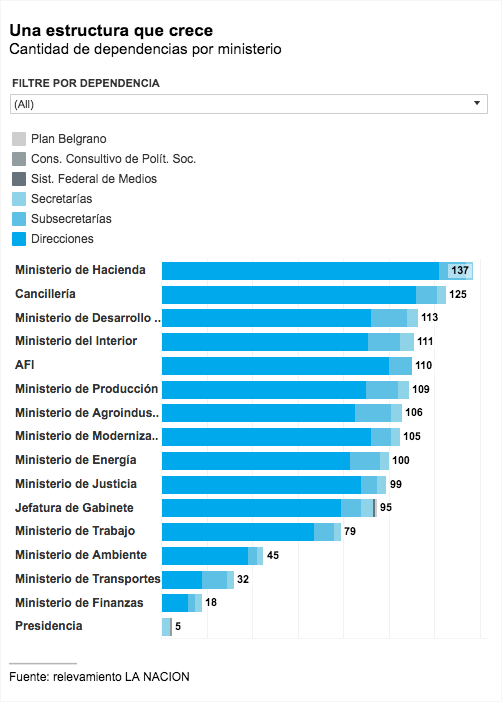 Una estructura que crece
Cantidad de dependencias por ministerio
FILTRE POR DEPENDENCIA
(All)
Plan Belgrano
Cons. Consultivo de Polít. Soc.
Sist. Federal de Medios
Secretarías
Subsecretarías
Direcciones
Ministerio de Hacienda 137
Cancillería 125
Ministerio de Desarrollo .. 113
Ministerio del Interior 111
AFI 110
Ministerio de Producción 109
Ministerio de Agroindus.. 106
Ministerio de Moderniza.. 105
Ministerio de Energía 100
Ministerio de Justicia 99
Jefatura de Gabinete 95
Ministerio de Trabajo 79
Ministerio de Ambiente 45
Ministerio de Transportes 32
Ministerio de Finanzas 18
Presidencia 5
Fuente: relevamiento LA NACION